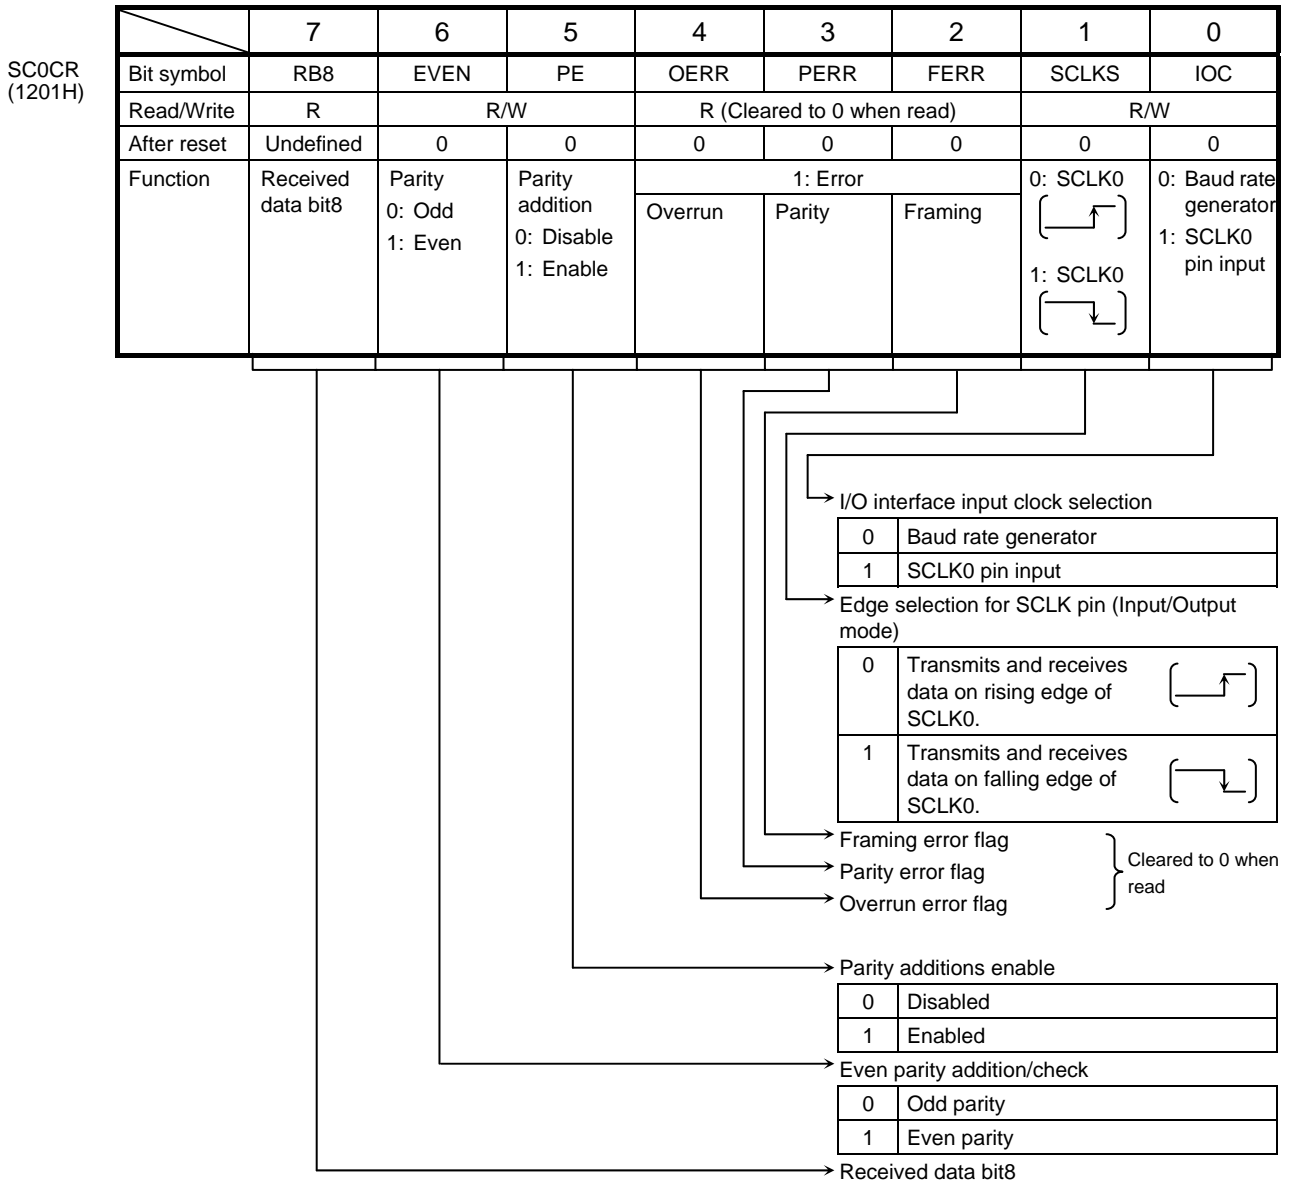 7 6 5 4 3 2 1 0
SC0CR
(1201H)
Bit symbol RB8 EVEN PE OERR PERR FERR SCLKS IOC
Read/Write R R/W R (Cleared to 0 when read) R/W
After reset Undefined 0 0 0 0 0 0 0
Function
Received
data bit8
Parity
0: Odd
1: Even
Parity
addition
0: Disable
1: Enable
1: Error
Overrun Parity Framing
0: SCLK0
1: SCLK0
0: Baud rate
generator
1: SCLK0
pin input
I/O interface input clock selection
0 Baud rate generator
1 SCLK0 pin input
Edge selection for SCLK pin (Input/Output
mode)
0 Transmits and receives
data on rising edge of
SCLK0.
1 Transmits and receives
data on falling edge of
SCLK0.
Framing error flag
Parity error flag
Overrun error flag
Cleared to 0 when
read
Parity additions enable
0 Disabled
1 Enabled
Even parity addition/check
0 Odd parity
1 Even parity
Received data bit8